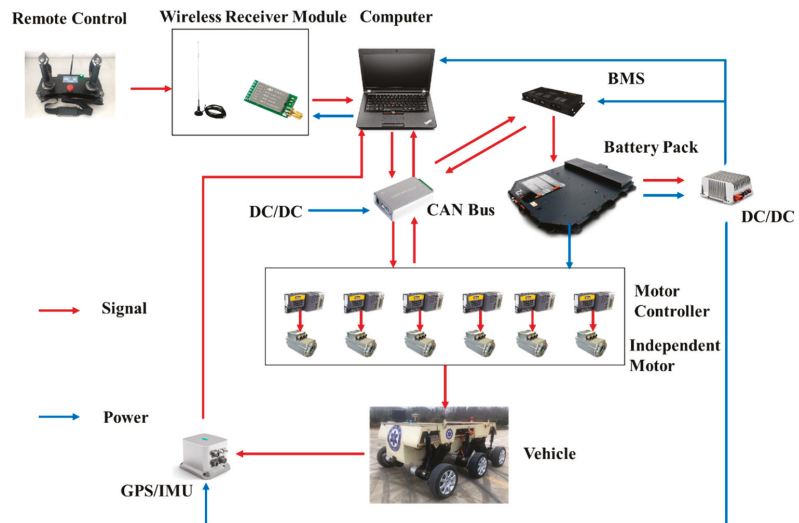 Remote Control
Wireless Receiver Module
Computer
BMS
Battery Pack
DC/DC
CAN Bus
DC/DC
Motor
Controller
Signal
Independent
Motor
Power
Vehicle
GPS/IMU